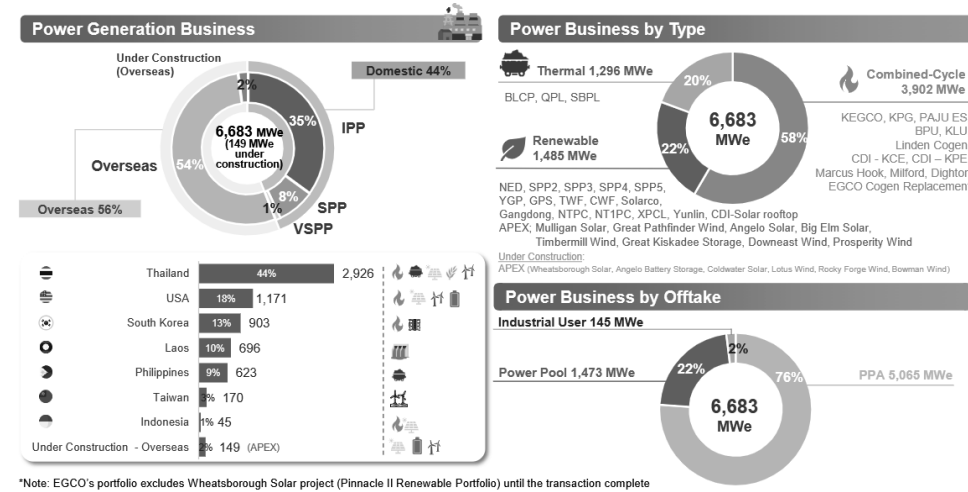 Power Generation Business
Under Construction
(Overseas)
2%
Domestic 44%
35%
IPP
6,683 MWe
(149 MWe
under
construction)
Overseas
54%
8%
SPP
1%
VSPP
Overseas 56%
Thailand 44% 2,926
USA 18% 1,171
South Korea 13% 903
Laos 10% 696
Philippines 9% 623
Taiwan 3% 170
Indonesia 1% 45
Under Construction - Overseas 2% 149 (APEX)
*Note: EGCO's portfolio excludes Wheatsborough Solar project (Pinnacle II Renewable Portfolio) until the transaction complete
Power Business by Type
Thermal 1,296 MWe
BLCP, QPL, SBPL
20%
Combined-Cycle
3,902 MWe
6,683
MWe
58%
22%
KEGCO, KPG, PAJU ES
BPU, KLU
Linden Cogen
CDI - KCE, CDI – KPE
Marcus Hook, Milford, Dighton
EGCO Cogen Replacemen
Renewable
1,485 MWe
NED, SPP2, SPP3, SPP4, SPP5,
YGP, GPS, TWF, CWF, Solarco,
Gangdong, NTPC, NT1PC, XPCL, Yunlin, CDI-Solar rooftop
APEX; Mulligan Solar, Great Pathfinder Wind, Angelo Solar, Big Elm Solar,
Timbermill Wind, Great Kiskadee Storage, Downeast Wind, Prosperity Wind
Under Construction:
APEX (Wheatsborough Solar, Angelo Battery Storage, Coldwater Solar, Lotus Wind, Rocky Forge Wind, Bowman Wind)
Power Business by Offtake
Industrial User 145 MWe
2%
Power Pool 1,473 MWe
22%
76%
PPA 5,065 MWe
6,683
MWe